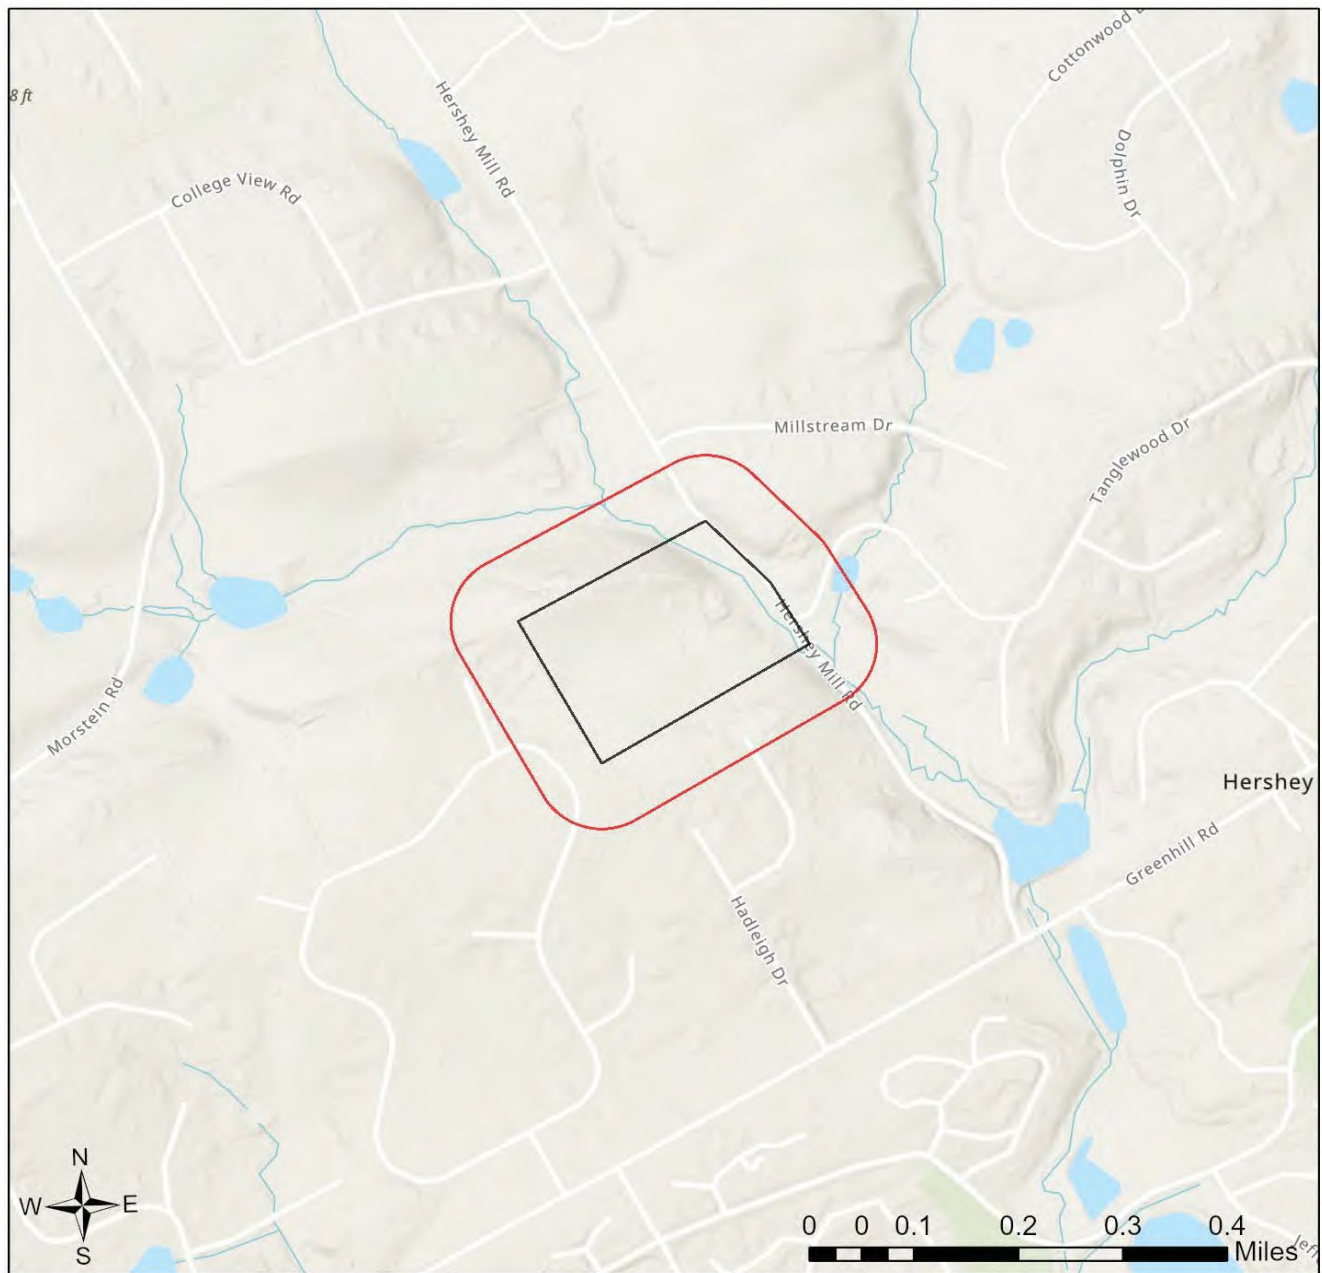 Cottonwood
8 ft
Hershey Mill Rd
Dolphin Dr
College View Rd
Millstream Dr
Tanglewood Dr
Hershey Mill Rd
Morstein Rd
Hershey
Greenhill Rd
Hadleigh Dr
N
W E
S
0 0 0.1 0.2 0.3 0.4
Miles
Jeff